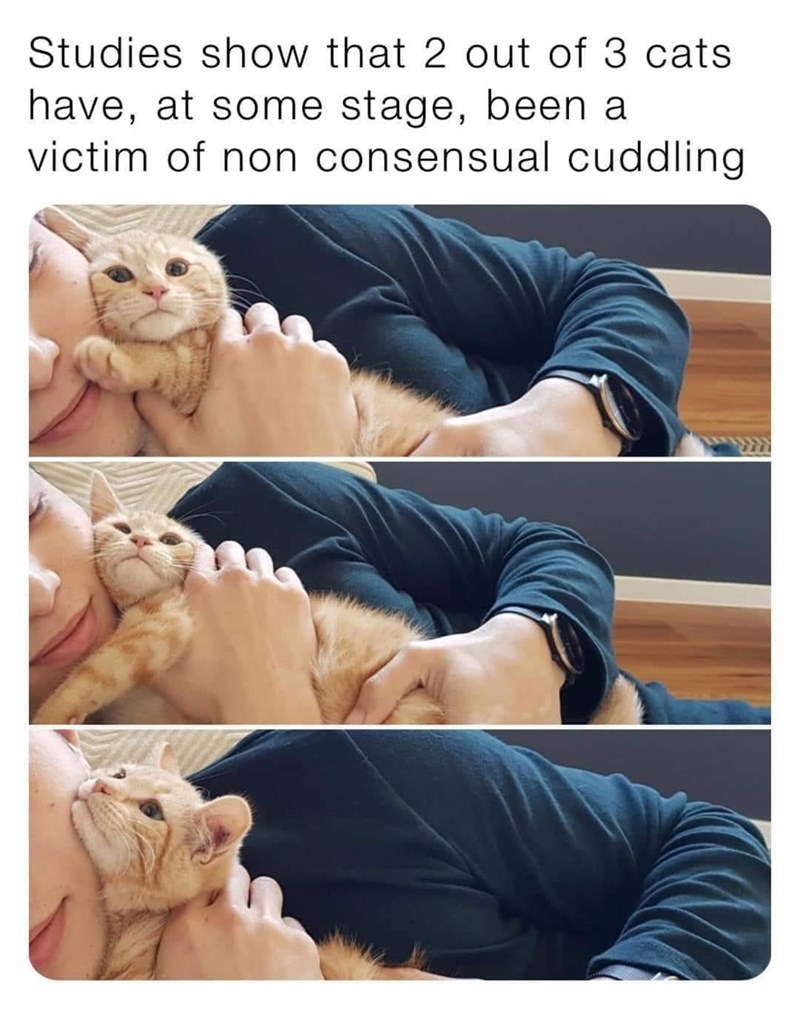 Studies show that 2 out of 3 cats
have, at some stage, been a
victim of non consensual cuddling